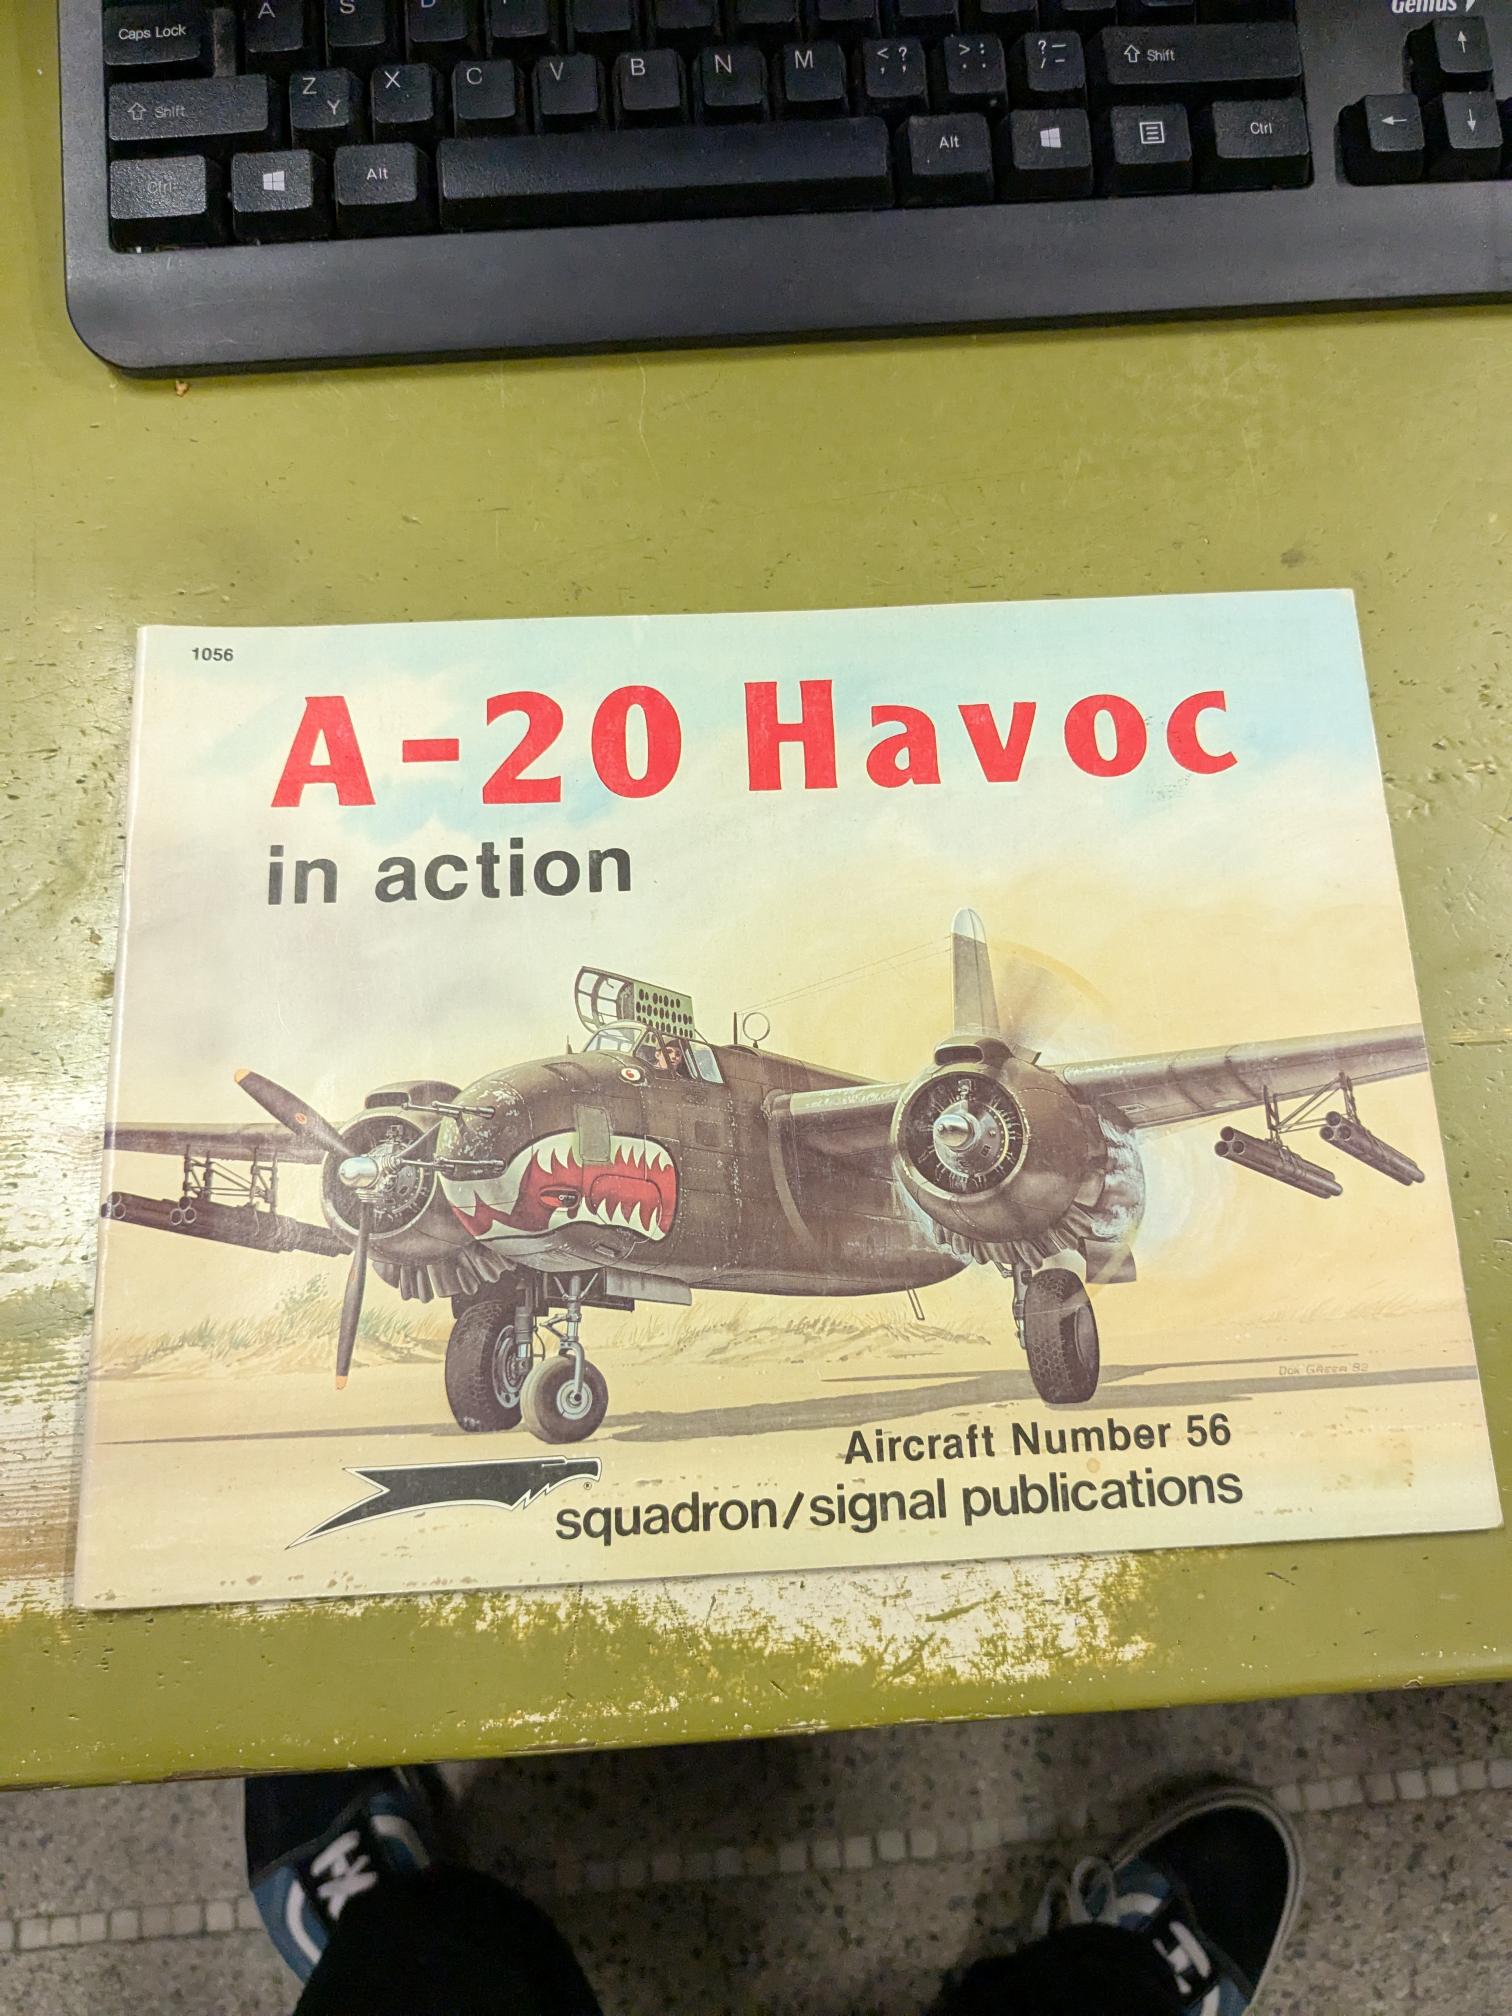 Genius
Caps Lock
A
S
D
Shift
Z
Y
X
C
V
B
N
M
< ?
, ;
> :
.
? _
/ -
Shift
Ctrl
Alt
Alt
Ctrl
1056
A-20 Havoc
in action
Don Greer 82
Aircraft Number 56
squadron/signal publications
®